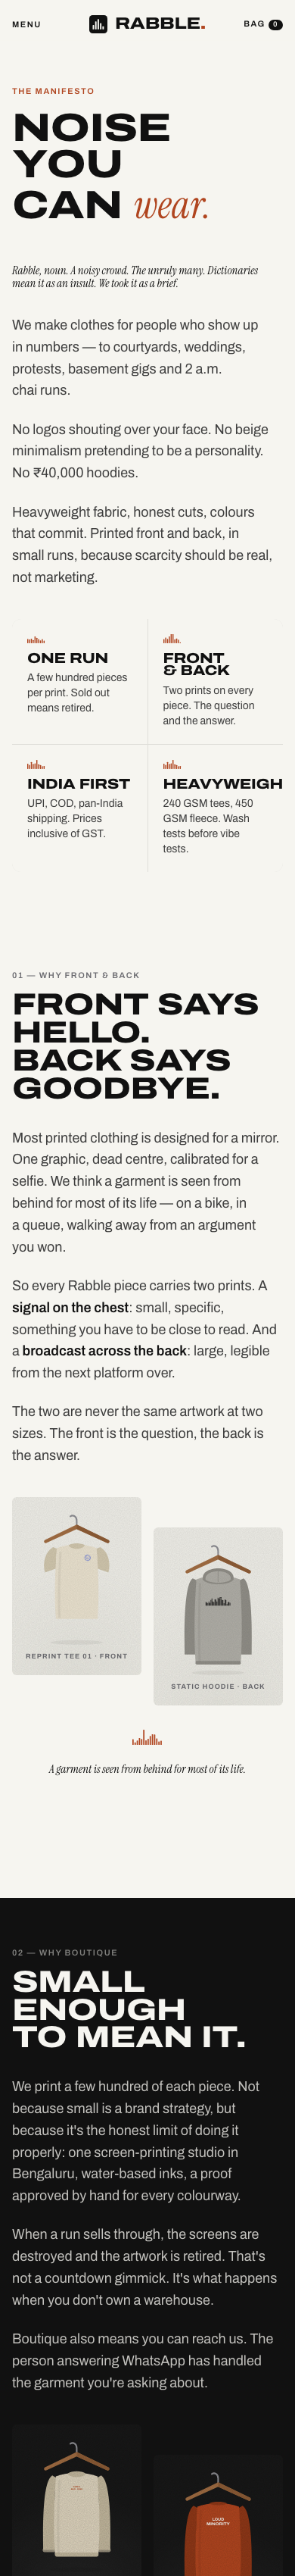 MENU
RABBLE.
BAG 0
THE MANIFESTO
NOISE
YOU
CAN wear.
Rabble, noun. A noisy crowd. The unruly many. Dictionaries
mean it as an insult. We took it as a brief.
We make clothes for people who show up
in numbers — to courtyards, weddings,
protests, basement gigs and 2 a.m.
chai runs.
No logos shouting over your face. No beige
minimalism pretending to be a personality.
No ₹40,000 hoodies.
Heavyweight fabric, honest cuts, colours
that commit. Printed front and back, in
small runs, because scarcity should be real,
not marketing.
ONE RUN
A few hundred pieces
per print. Sold out
means retired.
FRONT
& BACK
Two prints on every
piece. The question
and the answer.
INDIA FIRST
UPI, COD, pan-India
shipping. Prices
inclusive of GST.
HEAVYWEIGH
240 GSM tees, 450
GSM fleece. Wash
tests before vibe
tests.
01 — WHY FRONT & BACK
FRONT SAYS
HELLO.
BACK SAYS
GOODBYE.
Most printed clothing is designed for a mirror.
One graphic, dead centre, calibrated for a
selfie. We think a garment is seen from
behind for most of its life — on a bike, in
a queue, walking away from an argument
you won.
So every Rabble piece carries two prints. A
signal on the chest: small, specific,
something you have to be close to read. And
a broadcast across the back: large, legible
from the next platform over.
The two are never the same artwork at two
sizes. The front is the question, the back is
the answer.
REPRINT TEE 01 · FRONT
STATIC HOODIE · BACK
A garment is seen from behind for most of its life.
02 — WHY BOUTIQUE
SMALL
ENOUGH
TO MEAN IT.
We print a few hundred of each piece. Not
because small is a brand strategy, but
because it's the honest limit of doing it
properly: one screen-printing studio in
Bengaluru, water-based inks, a proof
approved by hand for every colourway.
When a run sells through, the screens are
destroyed and the artwork is retired. That's
not a countdown gimmick. It's what happens
when you don't own a warehouse.
Boutique also means you can reach us. The
person answering WhatsApp has handled
the garment you're asking about.
LOUD
MINORITY